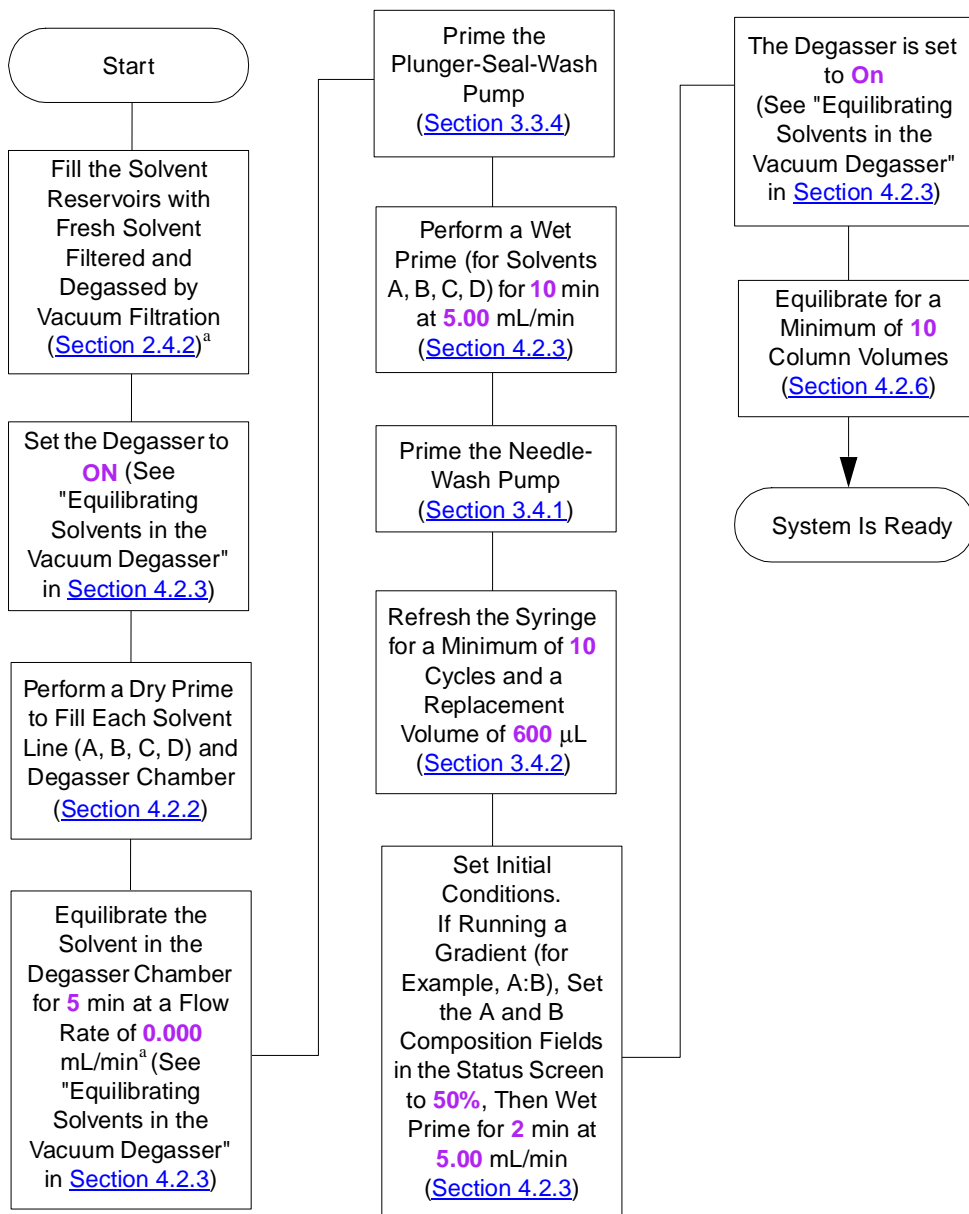 Start
Fill the Solvent
Reservoirs with
Fresh Solvent
Filtered and
Degassed by
Vacuum Filtration
(Section 2.4.2)a
Set the Degasser to
ON (See
"Equilibrating
Solvents in the
Vacuum Degasser"
in Section 4.2.3)
Perform a Dry Prime
to Fill Each Solvent
Line (A, B, C, D) and
Degasser Chamber
(Section 4.2.2)
Equilibrate the
Solvent in the
Degasser Chamber
for 5 min at a Flow
Rate of 0.000
mL/mina (See
"Equilibrating
Solvents in the
Vacuum Degasser"
in Section 4.2.3)
Prime the
Plunger-Seal-Wash
Pump
(Section 3.3.4)
Perform a Wet
Prime (for Solvents
A, B, C, D) for 10 min
at 5.00 mL/min
(Section 4.2.3)
Prime the Needle-
Wash Pump
(Section 3.4.1)
Refresh the Syringe
for a Minimum of 10
Cycles and a
Replacement
Volume of 600 µL
(Section 3.4.2)
Set Initial
Conditions.
If Running a
Gradient (for
Example, A:B), Set
the A and B
Composition Fields
in the Status Screen
to 50%, Then Wet
Prime for 2 min at
5.00 mL/min
(Section 4.2.3)
The Degasser is set
to On
(See "Equilibrating
Solvents in the
Vacuum Degasser"
in Section 4.2.3)
Equilibrate for a
Minimum of 10
Column Volumes
(Section 4.2.6)
System Is Ready